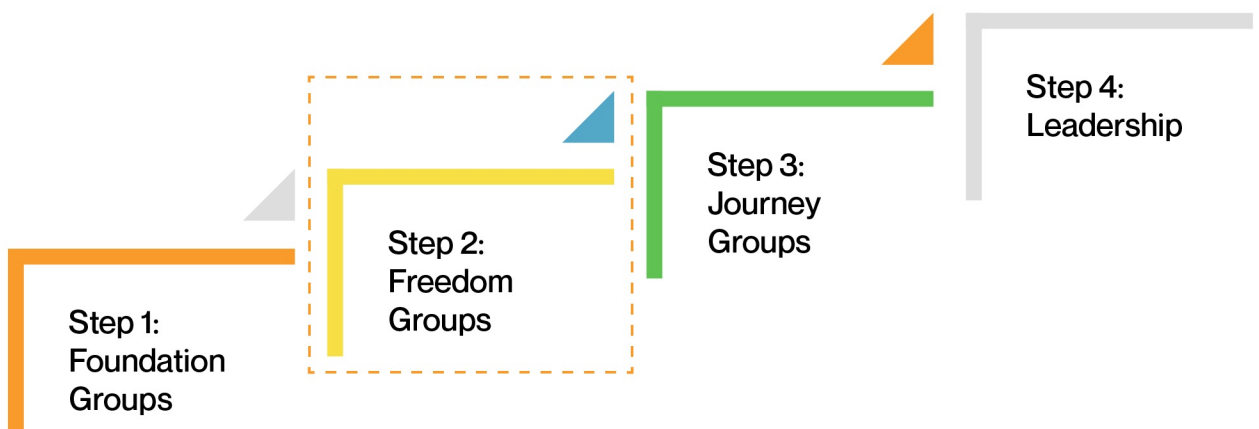 Step 1:
Foundation
Groups
Step 2:
Freedom
Groups
Step 3:
Journey
Groups
Step 4:
Leadership